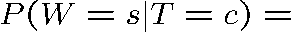 P(W = s|T = c) =